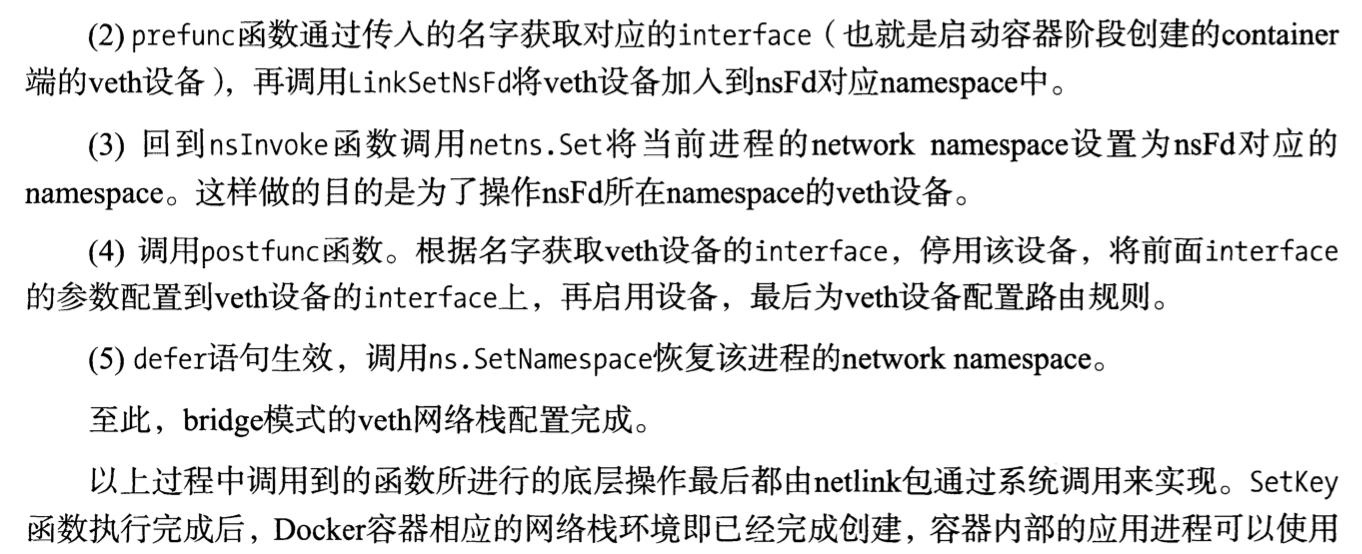 (2) prefunc函数通过传入的名字获取对应的interface（也就是启动容器阶段创建的container
端的veth设备），再调用LinkSetNsFd将veth设备加入到nsFd对应namespace中。
(3) 回到nsInvoke函数调用netns.Set将当前进程的network namespace设置为nsFd对应的
namespace。这样做的目的是为了操作nsFd所在namespace的veth设备。
(4) 调用postfunc函数。根据名字获取veth设备的interface，停用该设备，将前面interface
的参数配置到veth设备的interface上，再启用设备，最后为veth设备配置路由规则。
(5) defer语句生效，调用ns.SetNamespace恢复该进程的network namespace。
至此，bridge模式的veth网络栈配置完成。
以上过程中调用到的函数所进行的底层操作最后都由netlink包通过系统调用来实现。SetKey
函数执行完成后，Docker容器相应的网络栈环境即已经完成创建，容器内部的应用进程可以使用